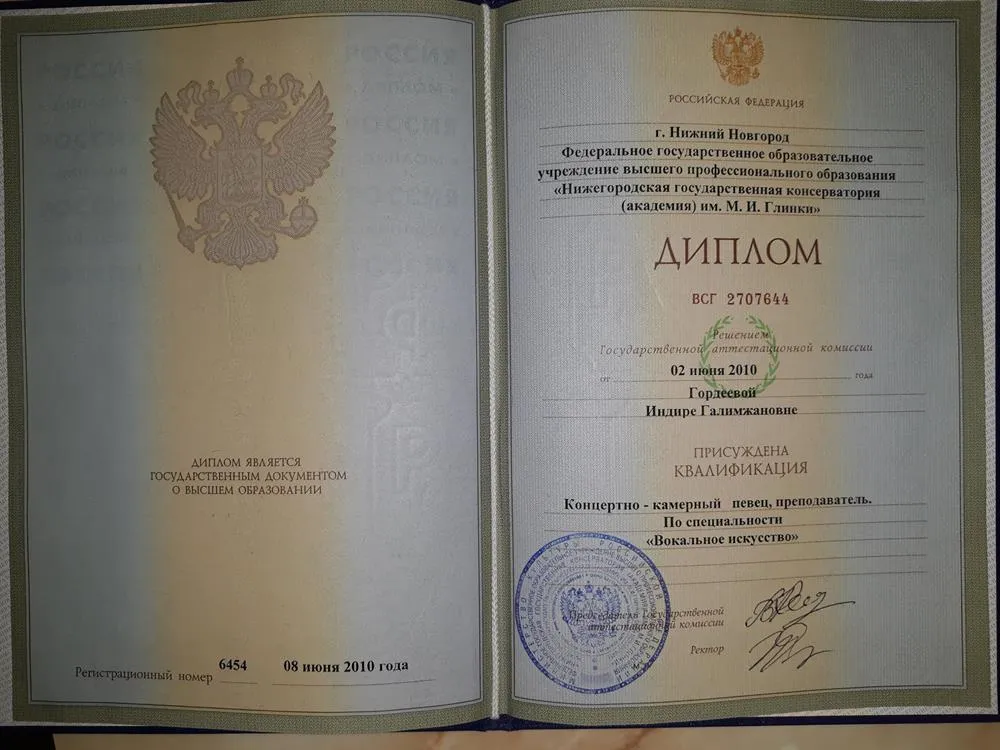 ДИПЛОМ ЯВЛЯЕТСЯ
ГОСУДАРСТВЕННЫМ ДОКУМЕНТОМ
О ВЫСШЕМ ОБРАЗОВАНИИ
Регистрационный номер 6454 08 июня 2010 года
РОССИЙСКАЯ ФЕДЕРАЦИЯ
г. Нижний Новгород
Федеральное государственное образовательное
учреждение высшего профессионального образования
«Нижегородская государственная консерватория
(академия) им. М. И. Глинки»
ДИПЛОМ
ВСГ 2707644
Решением
Государственной аттестационной комиссии
от 02 июня 2010 года
Гордеевой
Индире Галимжановне
ПРИСУЖДЕНА
КВАЛИФИКАЦИЯ
Концертно - камерный певец, преподаватель.
По специальности
«Вокальное искусство»
Председатель Государственной
аттестационной комиссии
Ректор